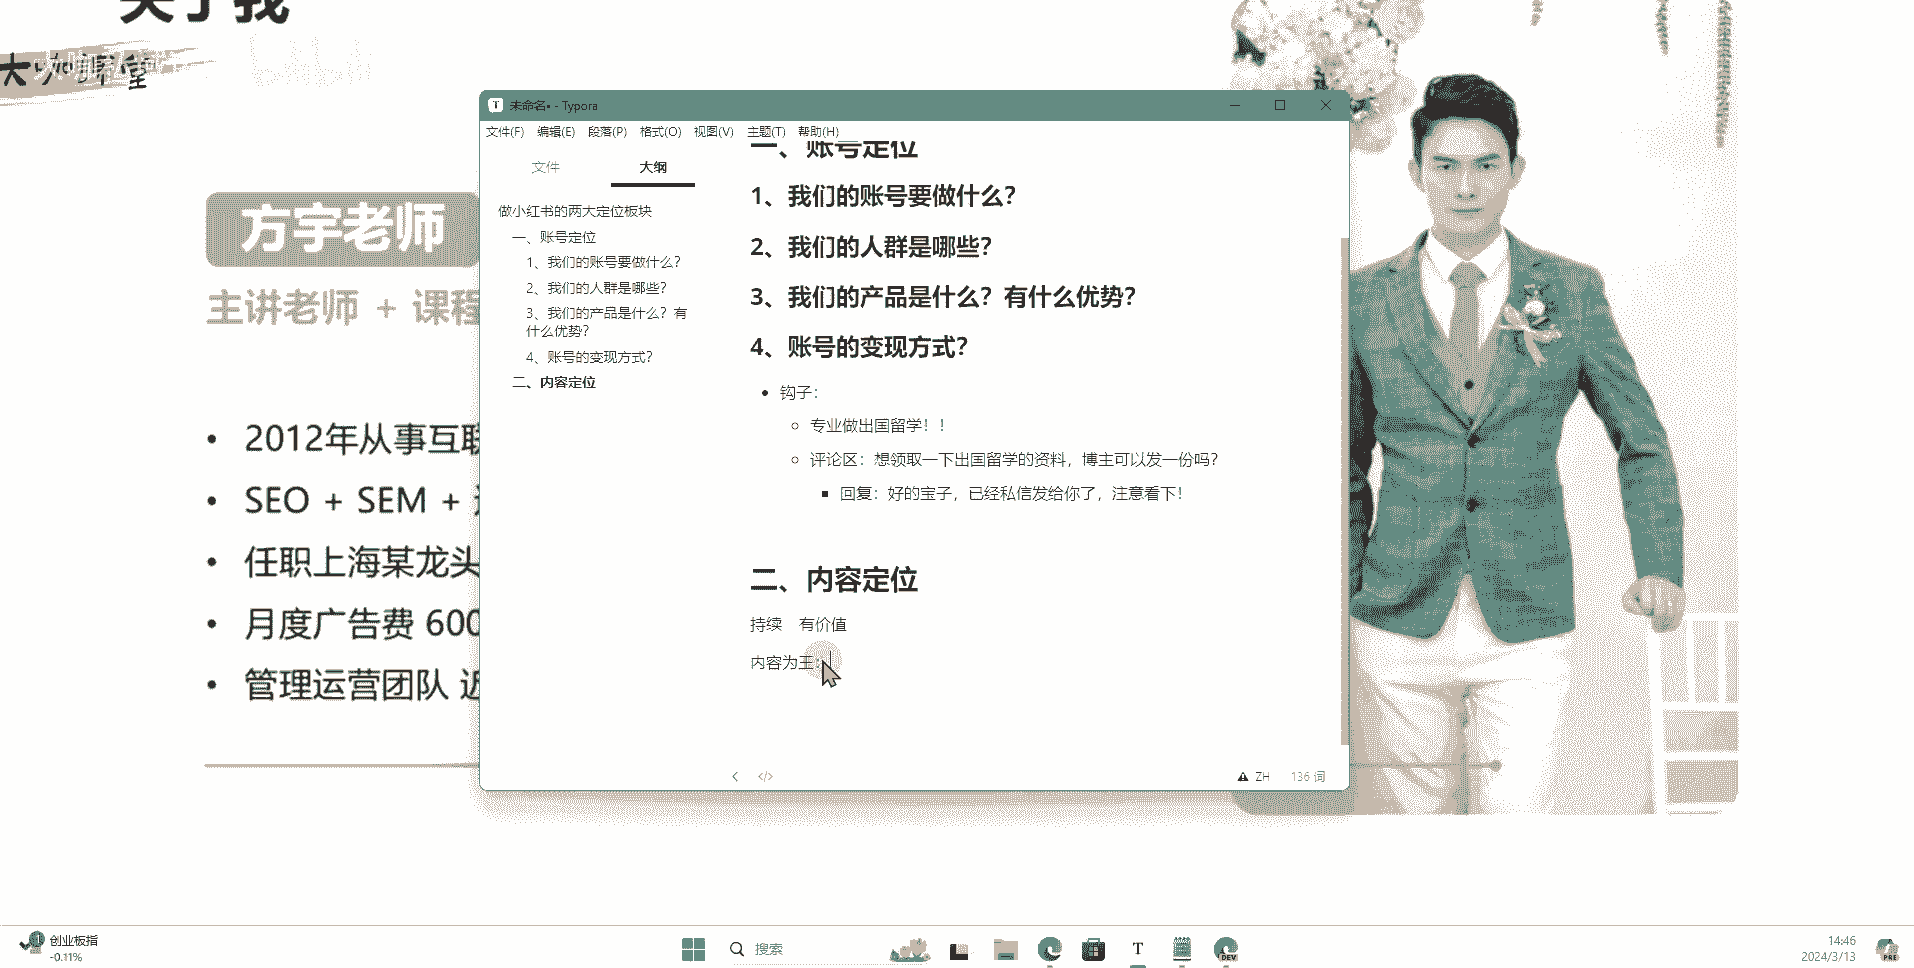 关于我
大咖课堂
bilibili
方宇老师
主讲老师 + 课程
• 2012年从事互联
• SEO + SEM +
• 任职上海某龙头
• 月度广告费 600
• 管理运营团队 近
未命名• - Typora
文件(F) 编辑(E) 段落(P) 格式(O) 视图(V) 主题(T) 帮助(H)
文件 大纲
做小红书的两大定位板块
一、账号定位
1、我们的账号要做什么？
2、我们的人群是哪些？
3、我们的产品是什么？有
什么优势？
4、账号的变现方式？
二、内容定位
一、账号定位
1、我们的账号要做什么？
2、我们的人群是哪些？
3、我们的产品是什么？有什么优势？
4、账号的变现方式？
• 钩子：
专业做出国留学！！
评论区：想领取一下出国留学的资料，博主可以发一份吗？
回复：好的宝子，已经私信发给你了，注意看下！
二、内容定位
持续 有价值
内容为王：
ZH 136 词
创业板指
-0.11%
搜索
T
DEV
14:46
2024/3/13
PRE